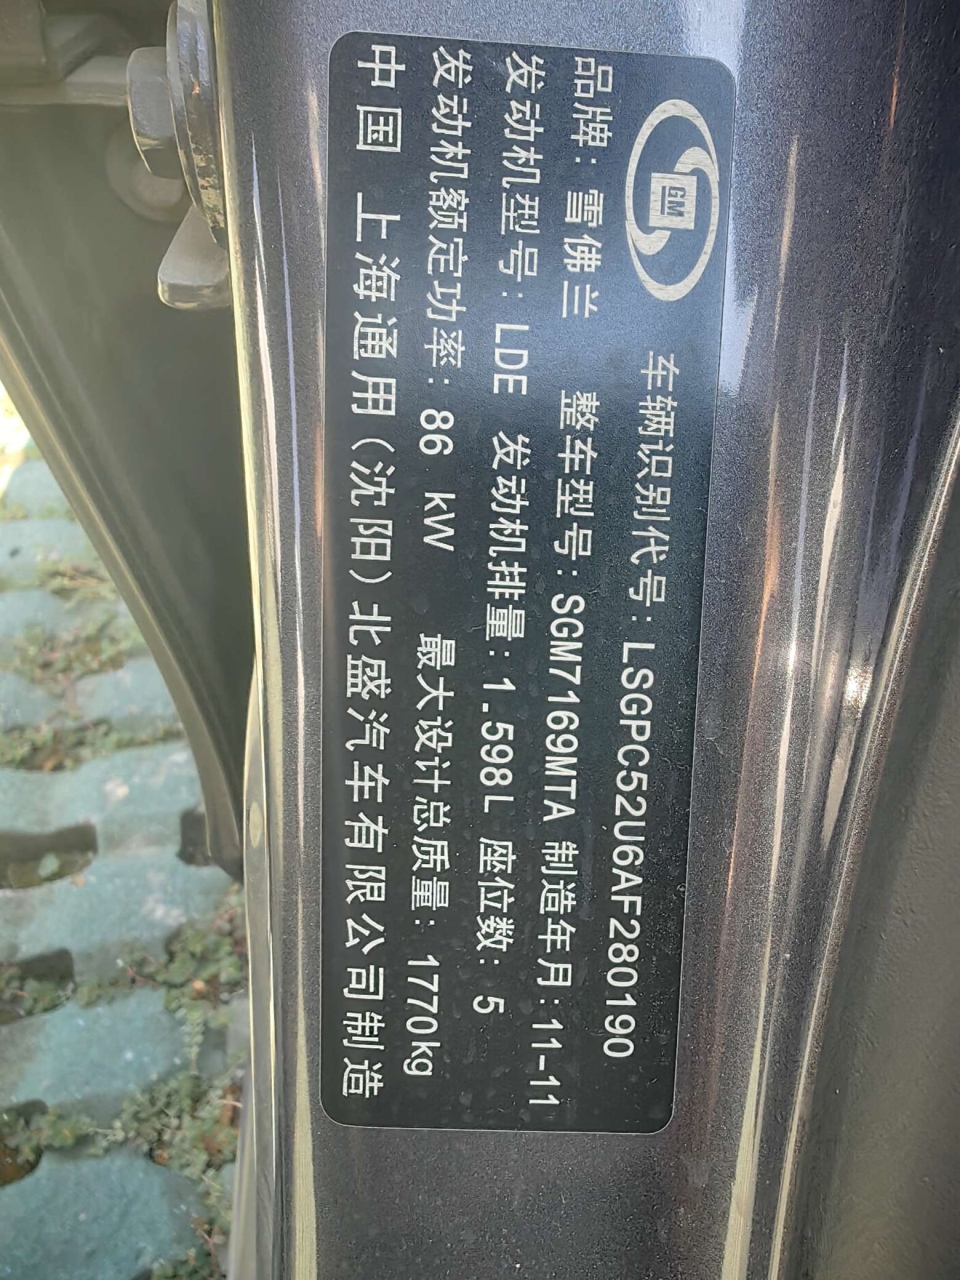 GM
车辆识别代号: LSGPC52U6AF280190
品牌: 雪佛兰 整车型号: SGM7169MTA 制造年月: 11-11
发动机型号: LDE 发动机排量: 1.598L 座位数: 5
发动机额定功率: 86 kW 最大设计总质量: 1770kg
中国 上海通用(沈阳)北盛汽车有限公司制造